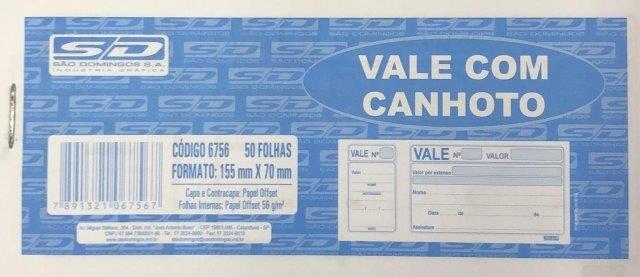 SD
SÃO DOMINGOS S.A.
INDÚSTRIA GRÁFICA
VALE COM
CANHOTO
CÓDIGO 6756 50 FOLHAS
FORMATO: 155 mm X 70 mm
Capa e Contracapa: Papel Offset
Folhas Internas: Papel Offset 56 g/m²
7 891321 067567
VALE Nº
Valor
VALE Nº VALOR
Valor por extenso
Nome
Data de de
Assinatura